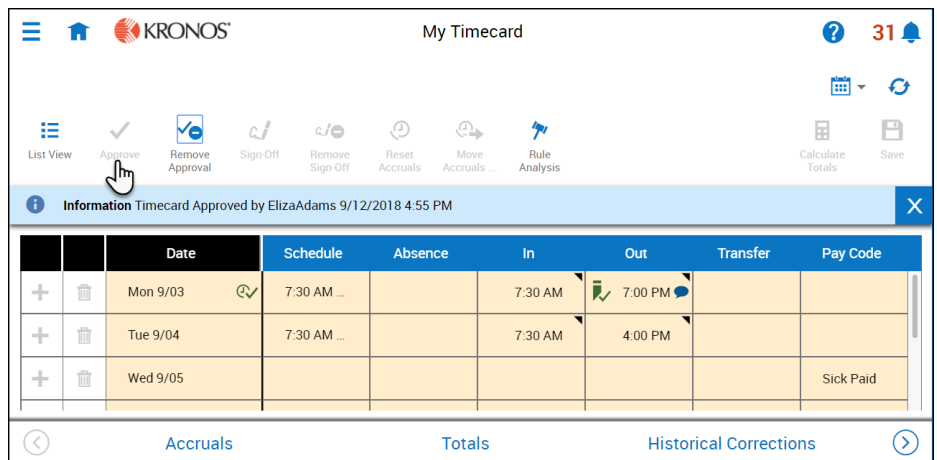 KRONOS®
My Timecard
31
List View
Approve
Remove
Approval
Sign-Off
Remove
Sign-Off
Reset
Accruals
Move
Accruals ...
Rule
Analysis
Calculate
Totals
Save
Information Timecard Approved by ElizaAdams 9/12/2018 4:55 PM
X
Date Schedule Absence In Out Transfer Pay Code
Mon 9/03 7:30 AM ... 7:30 AM 7:00 PM
Tue 9/04 7:30 AM ... 7:30 AM 4:00 PM
Wed 9/05 Sick Paid
Accruals Totals Historical Corrections